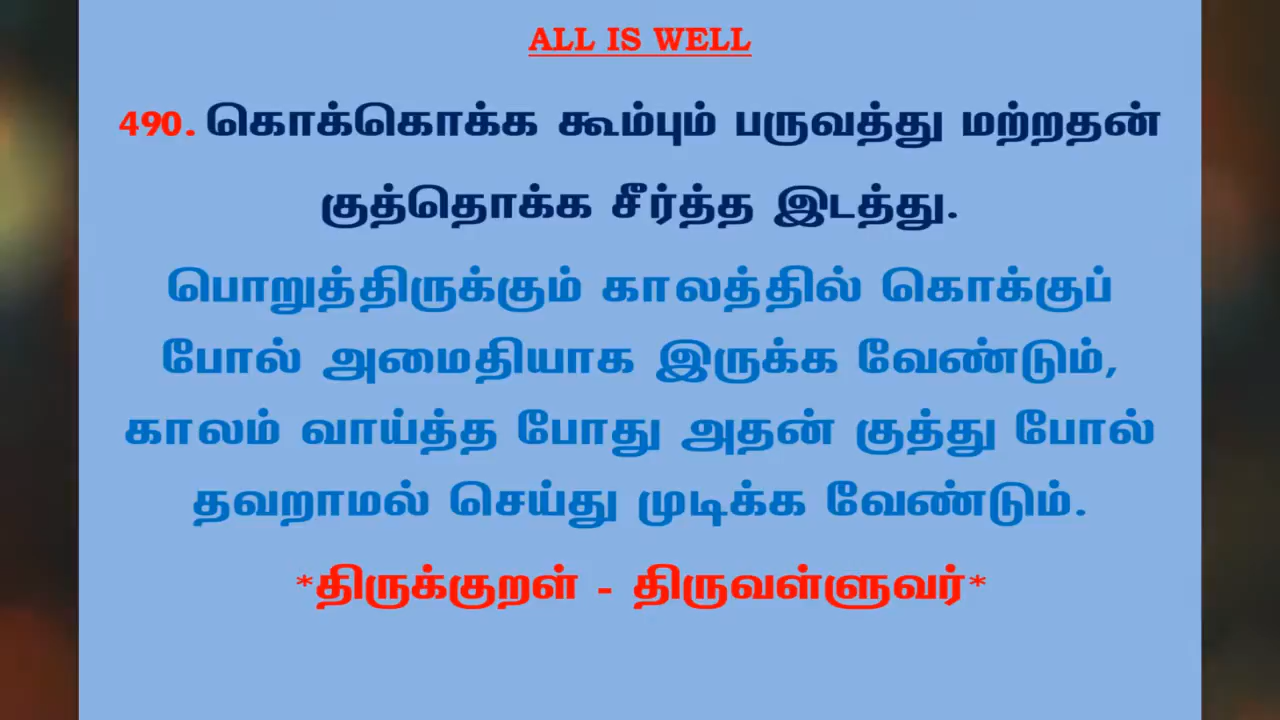 ALL IS WELL
490. கொக்கொக்க கூம்பும் பருவத்து மற்றதன்
குத்தொக்க சீர்த்த இடத்து.
பொறுத்திருக்கும் காலத்தில் கொக்குப்
போல் அமைதியாக இருக்க வேண்டும்,
காலம் வாய்த்த போது அதன் குத்து போல்
தவறாமல் செய்து முடிக்க வேண்டும்.
*திருக்குறள் - திருவள்ளுவர்*